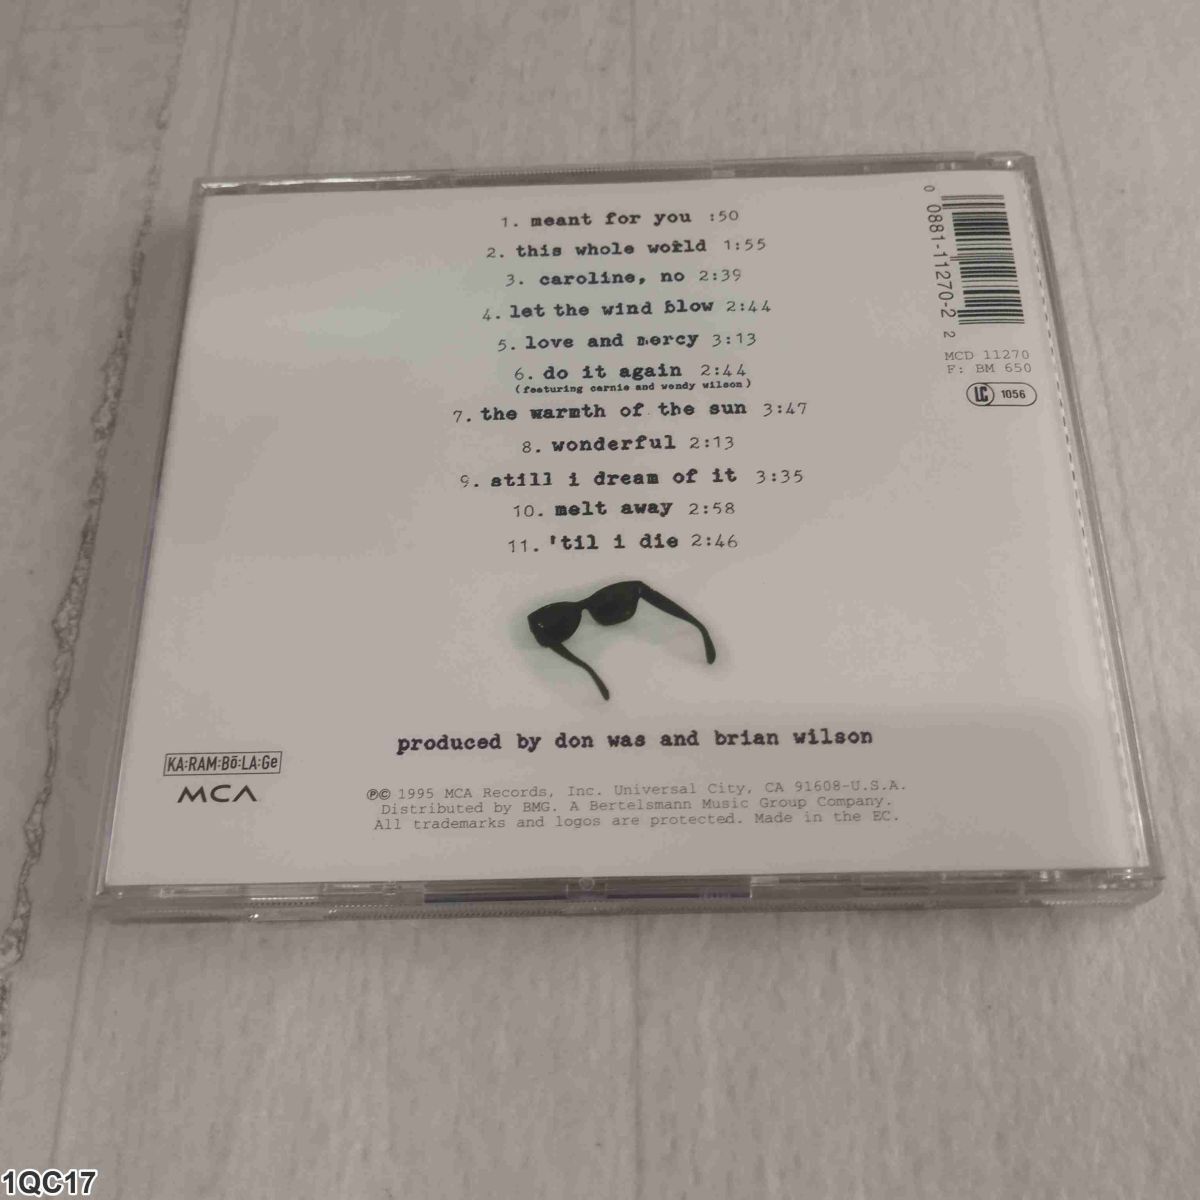 1. meant for you :50
2. this whole world 1:55
3. caroline, no 2:39
4. let the wind blow 2:44
5. love and mercy 3:13
6. do it again 2:44
(featuring carnie and wendy wilson)
7. the warmth of the sun 3:47
8. wonderful 2:13
9. still i dream of it 3:35
10. melt away 2:58
11. 'til i die 2:46
0 0881-11270-2 2
MCD 11270
F: BM 650
LC 1056
produced by don was and brian wilson
KA:RAM:Bō:LA:Ge
MCA
℗© 1995 MCA Records, Inc. Universal City, CA 91608-U.S.A.
Distributed by BMG. A Bertelsmann Music Group Company.
All trademarks and logos are protected. Made in the EC.
1QC17